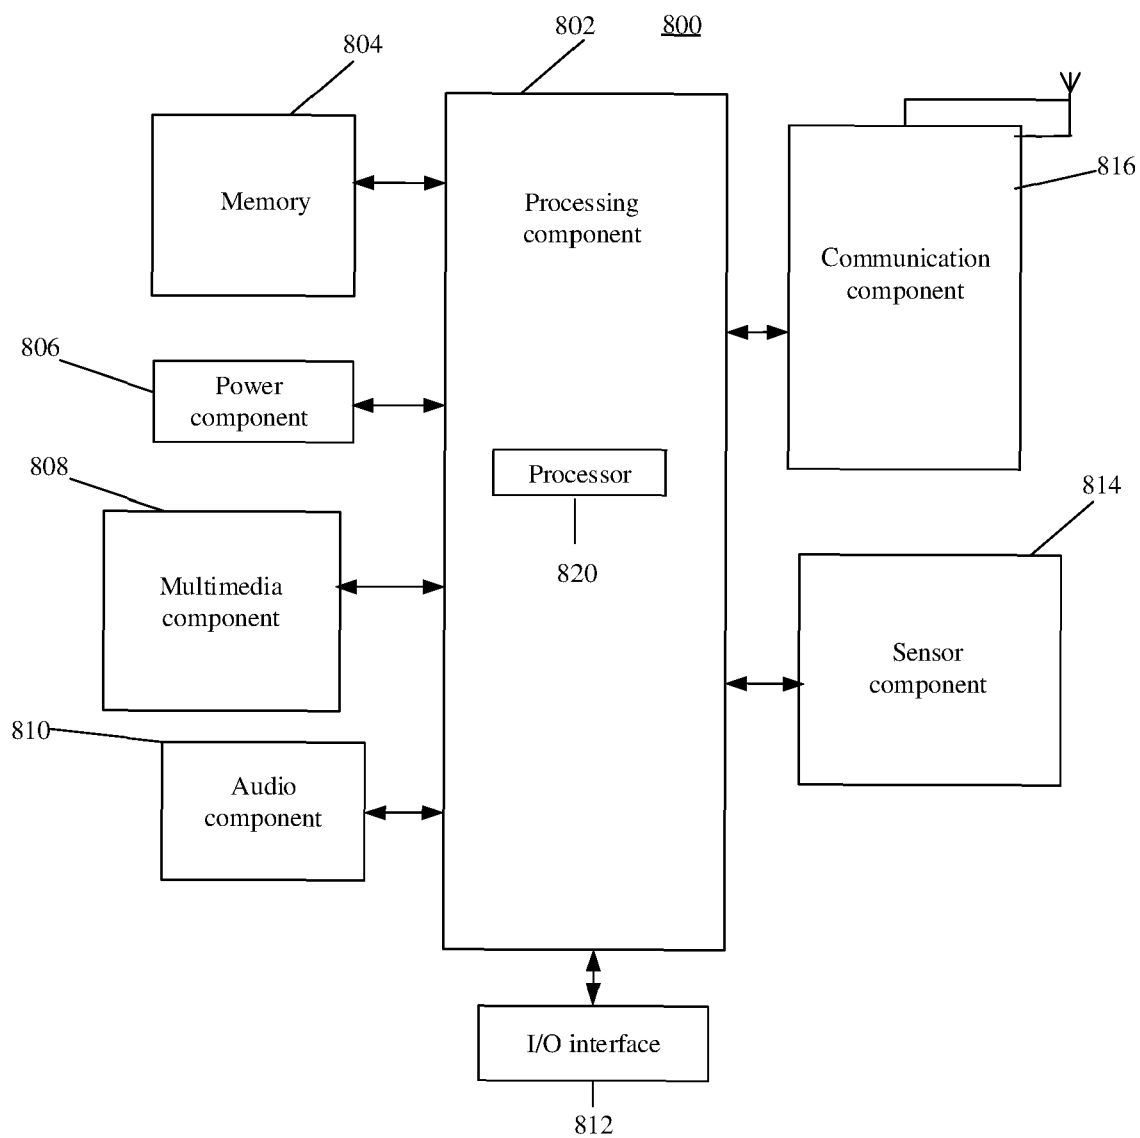 802
800
804
Memory
Processing
component
816
Communication
component
806
Power
component
808
Processor
814
820
Multimedia
component
Sensor
component
810
Audio
component
I/O interface
812